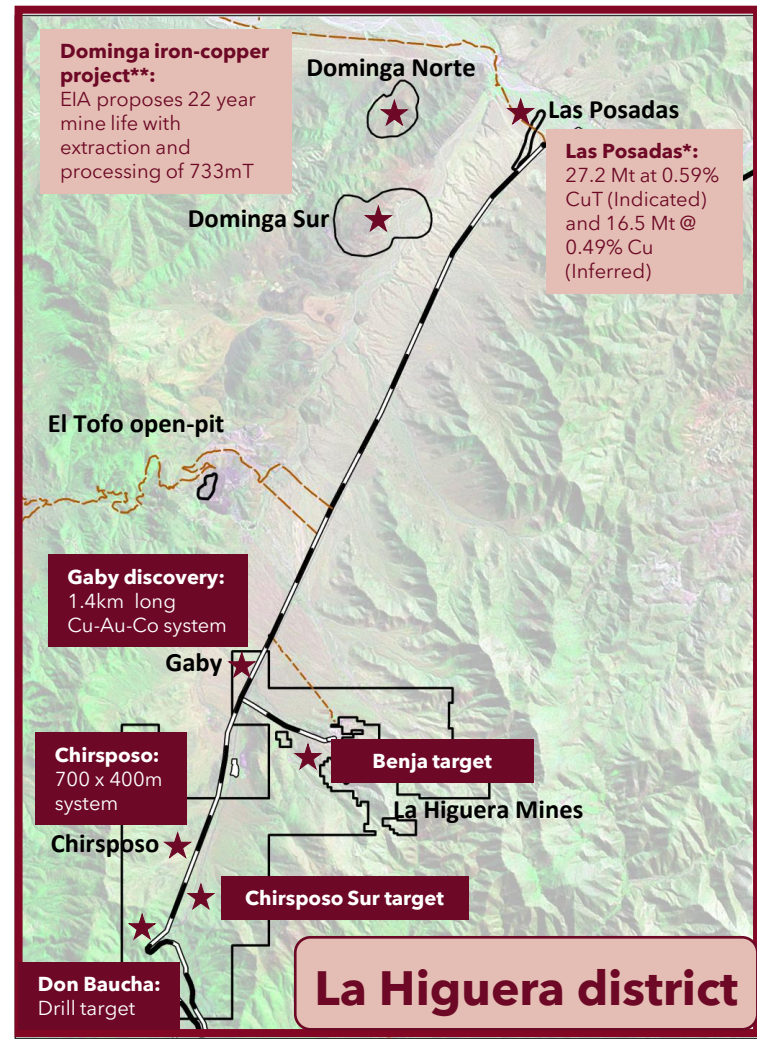 Dominga iron-copper
project**:
EIA proposes 22 year
mine life with
extraction and
processing of 733mT
Dominga Norte
Las Posadas
Las Posadas*:
27.2 Mt at 0.59%
CuT (Indicated)
and 16.5 Mt @
0.49% Cu
(Inferred)
Dominga Sur
El Tofo open-pit
Gaby discovery:
1.4km long
Cu-Au-Co system
Gaby
Chirsposo:
700 x 400m
system
Benja target
La Higuera Mines
Chirsposo
Chirsposo Sur target
Don Baucha:
Drill target
La Higuera district